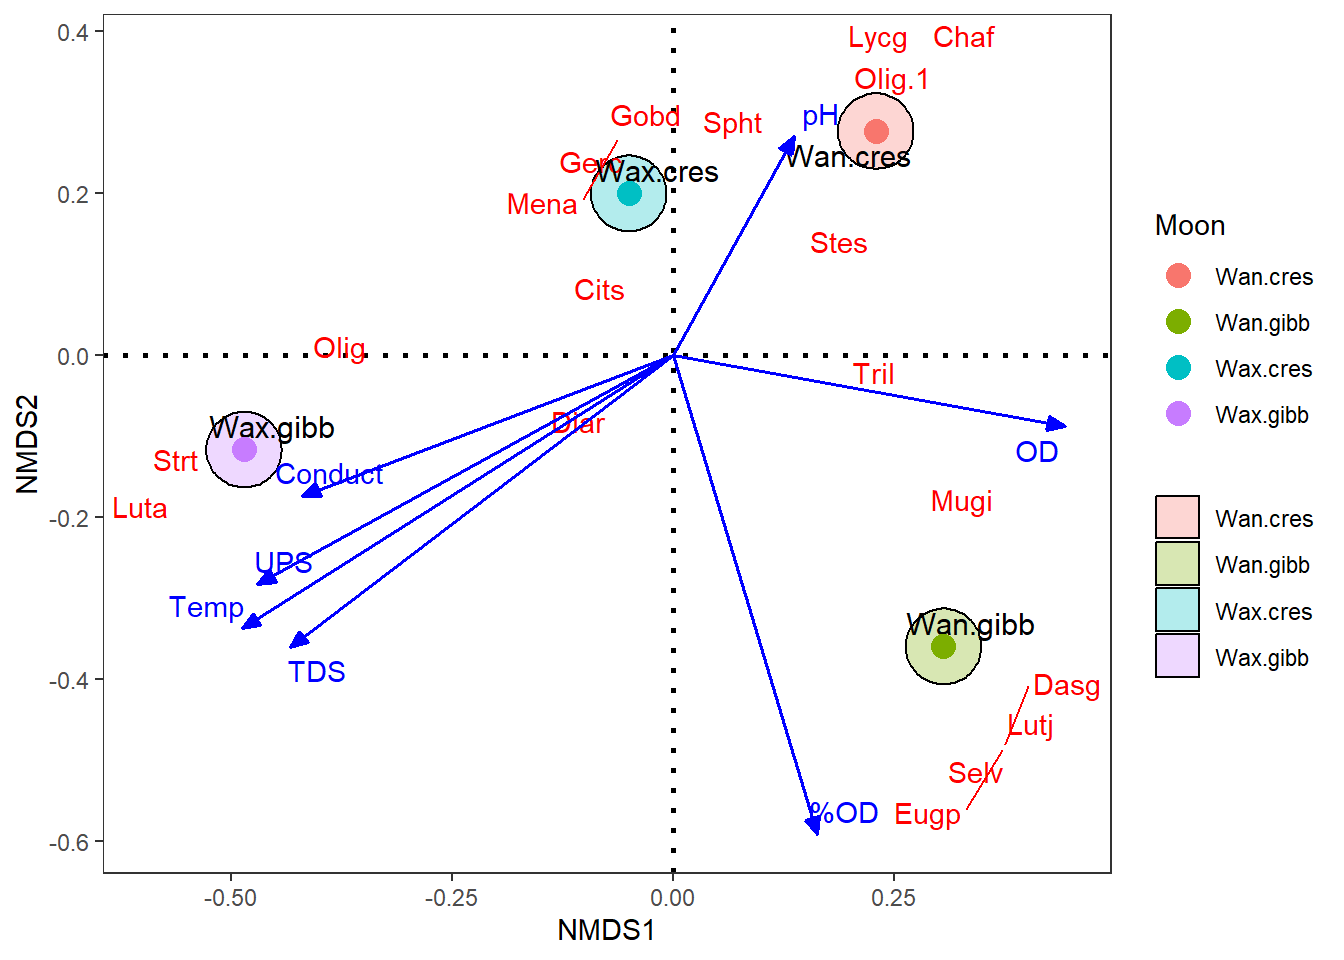 0.4
0.2
0.0
-0.2
-0.4
-0.6
NMDS2
Lycg
Chaf
Olig.1
Gobd
Spht
pH
Wan.cres
Wax.cres
Mena
Stes
Cits
Olig
Tril
Diar
Wax.gibb
OD
Strt
Conduct
Mugi
Luta
UPS
Temp
Wan.gibb
TDS
Dasg
Lutj
Selv
%OD
Eugp
-0.50
-0.25
0.00
0.25
NMDS1
Moon
Wan.cres
Wan.gibb
Wax.cres
Wax.gibb
Wan.cres
Wan.gibb
Wax.cres
Wax.gibb